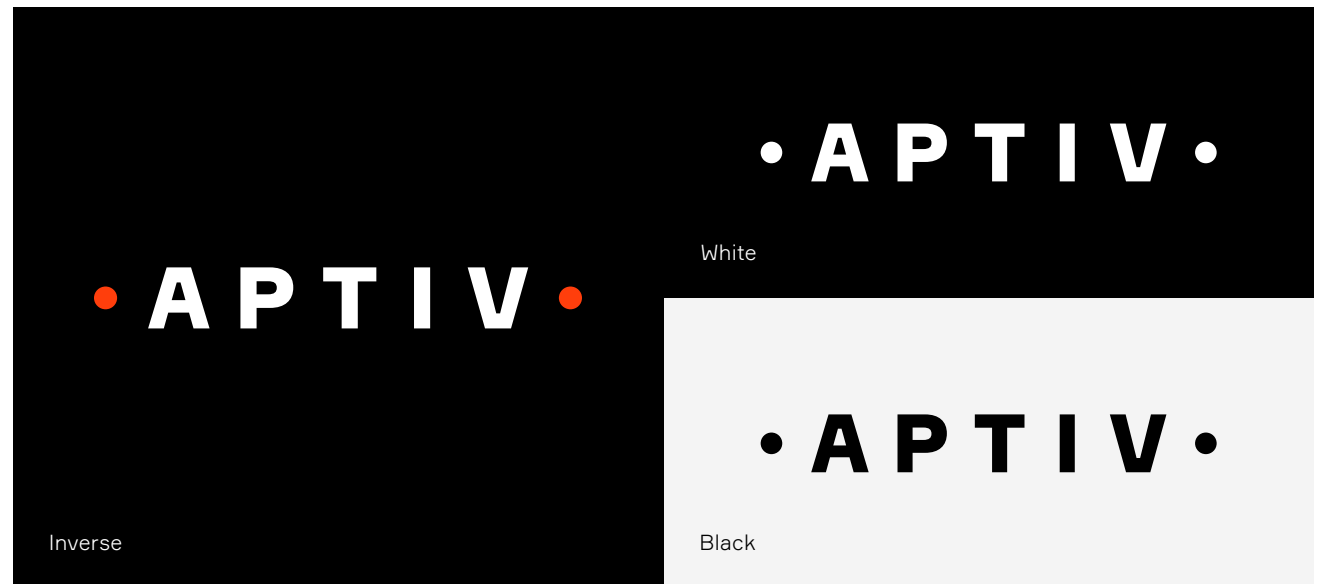 • APTIV •
Inverse
• APTIV •
White
• APTIV •
Black